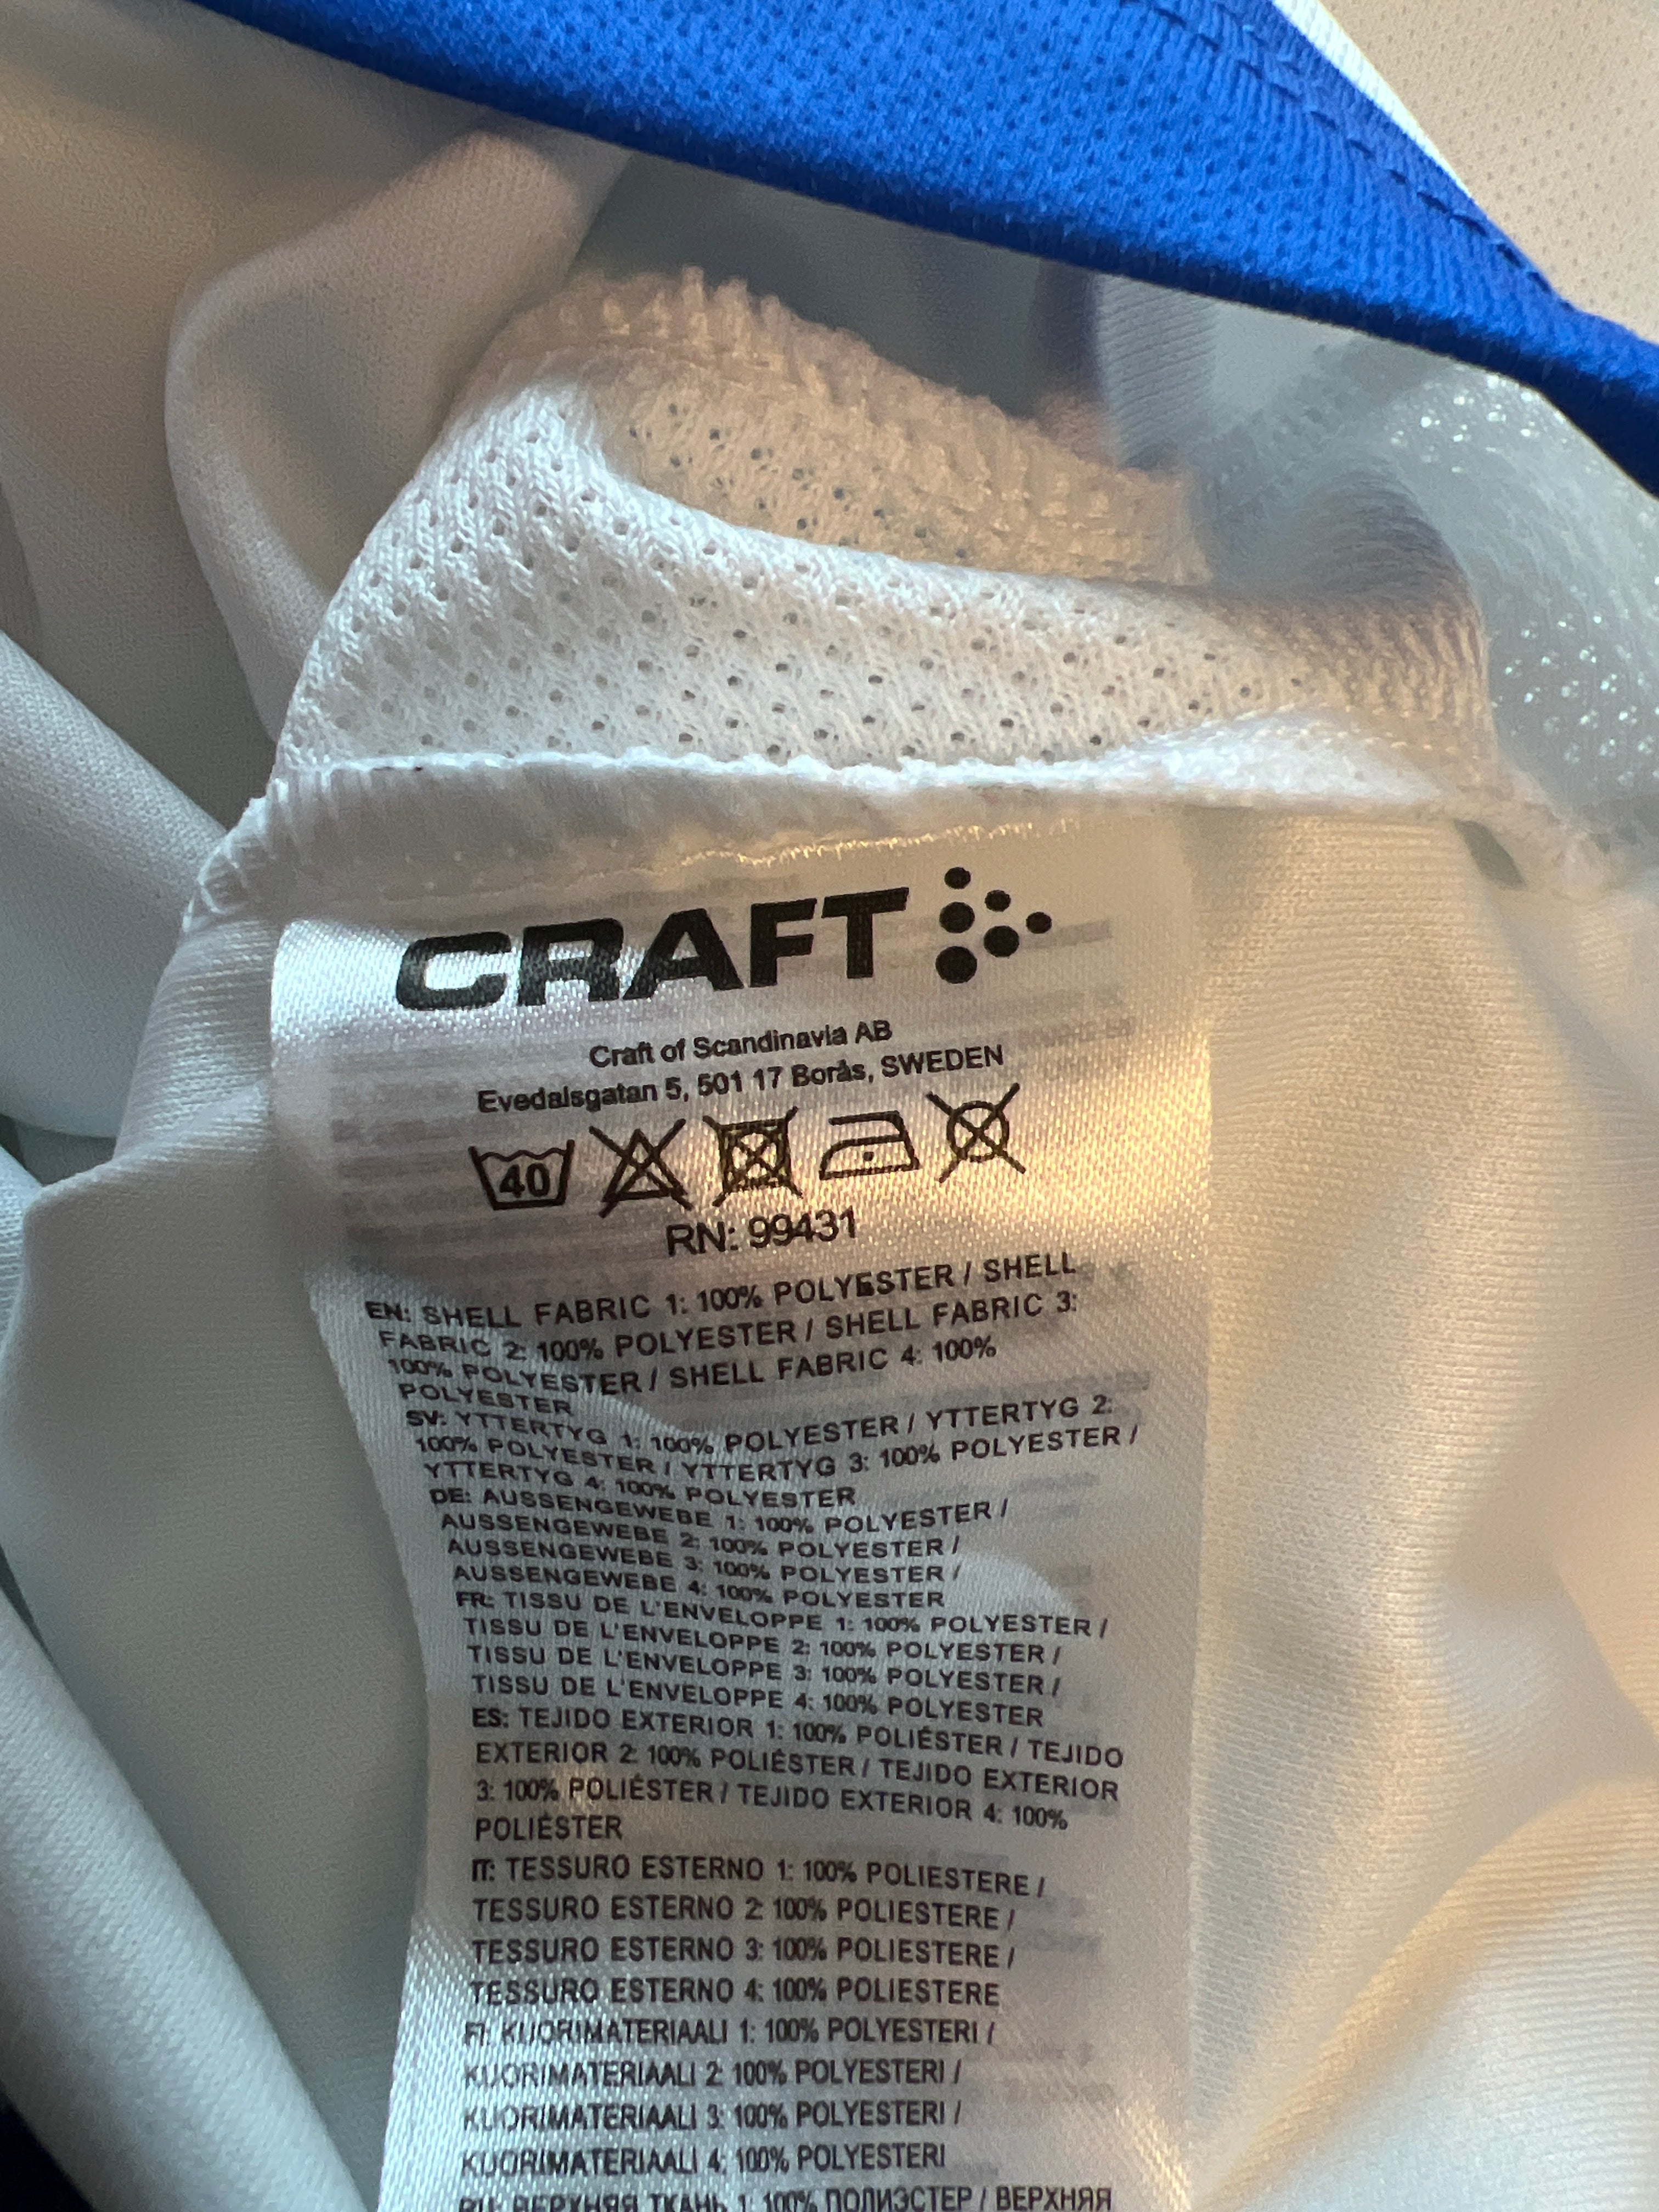 CRAFT
Craft of Scandinavia AB
Evedalsgatan 5, 501 17 Borås, SWEDEN
40
RN: 99431
EN: SHELL FABRIC 1: 100% POLYESTER / SHELL
FABRIC 2: 100% POLYESTER / SHELL FABRIC 3:
100% POLYESTER / SHELL FABRIC 4: 100%
POLYESTER
SV: YTTERTYG 1: 100% POLYESTER / YTTERTYG 2:
100% POLYESTER / YTTERTYG 3: 100% POLYESTER /
YTTERTYG 4: 100% POLYESTER
DE: AUSSENGEWEBE 1: 100% POLYESTER /
AUSSENGEWEBE 2: 100% POLYESTER /
AUSSENGEWEBE 3: 100% POLYESTER /
AUSSENGEWEBE 4: 100% POLYESTER
FR: TISSU DE L'ENVELOPPE 1: 100% POLYESTER /
TISSU DE L'ENVELOPPE 2: 100% POLYESTER /
TISSU DE L'ENVELOPPE 3: 100% POLYESTER /
TISSU DE L'ENVELOPPE 4: 100% POLYESTER
ES: TEJIDO EXTERIOR 1: 100% POLIÉSTER / TEJIDO
EXTERIOR 2: 100% POLIÉSTER / TEJIDO EXTERIOR
3: 100% POLIÉSTER / TEJIDO EXTERIOR 4: 100%
POLIÉSTER
IT: TESSURO ESTERNO 1: 100% POLIESTERE /
TESSURO ESTERNO 2: 100% POLIESTERE /
TESSURO ESTERNO 3: 100% POLIESTERE /
TESSURO ESTERNO 4: 100% POLIESTERE
FI: KUORIMATERIAALI 1: 100% POLYESTERI /
KUORIMATERIAALI 2: 100% POLYESTERI /
KUORIMATERIAALI 3: 100% POLYESTERI /
KUORIMATERIAALI 4: 100% POLYESTERI
RU: ВЕРХНЯЯ ТКАНЬ 1: 100% ПОЛИЭСТЕР / ВЕРХНЯЯ